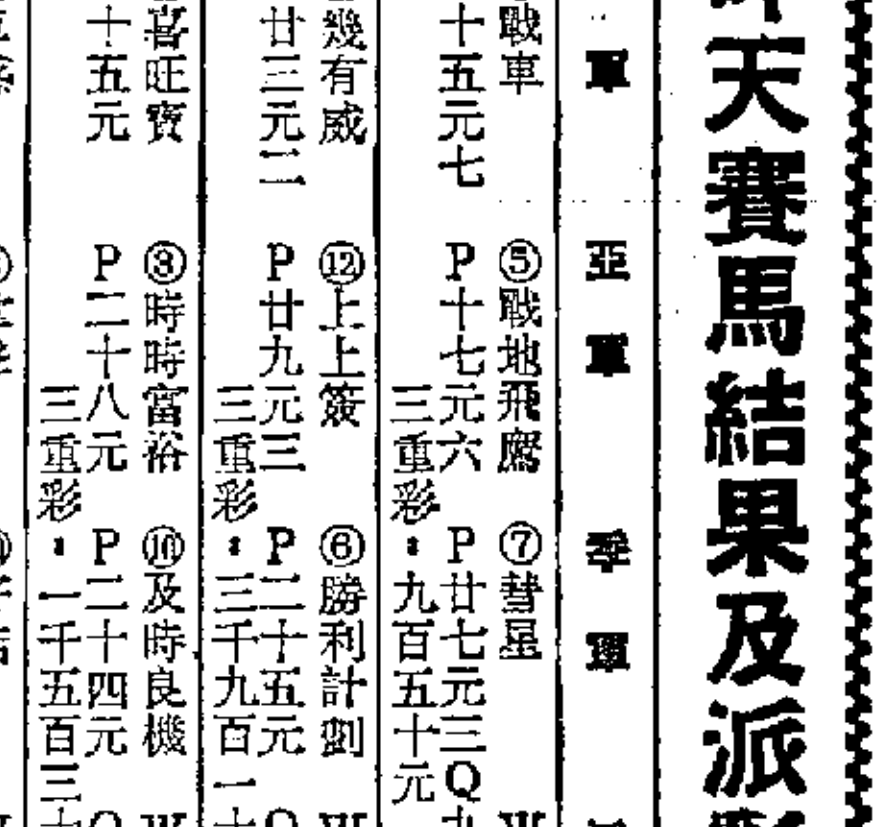 天賽馬結果及派
軍
亞軍
季軍
戰車
⑤戰地飛鷹
⑦彗星
W
十五元七
P十七元六
P廿七元三Q九
三重彩：九百五十元
幾有威
⑫上上簽
⑥勝利計劃
W
廿三元二
P廿九元三
P二十五元
Q
三重彩：三千九百一十
喜旺寶
③時時富裕
⑩及時良機
W
十五元
P二十八元
P二十四元
Q
三重彩：一千五百三十